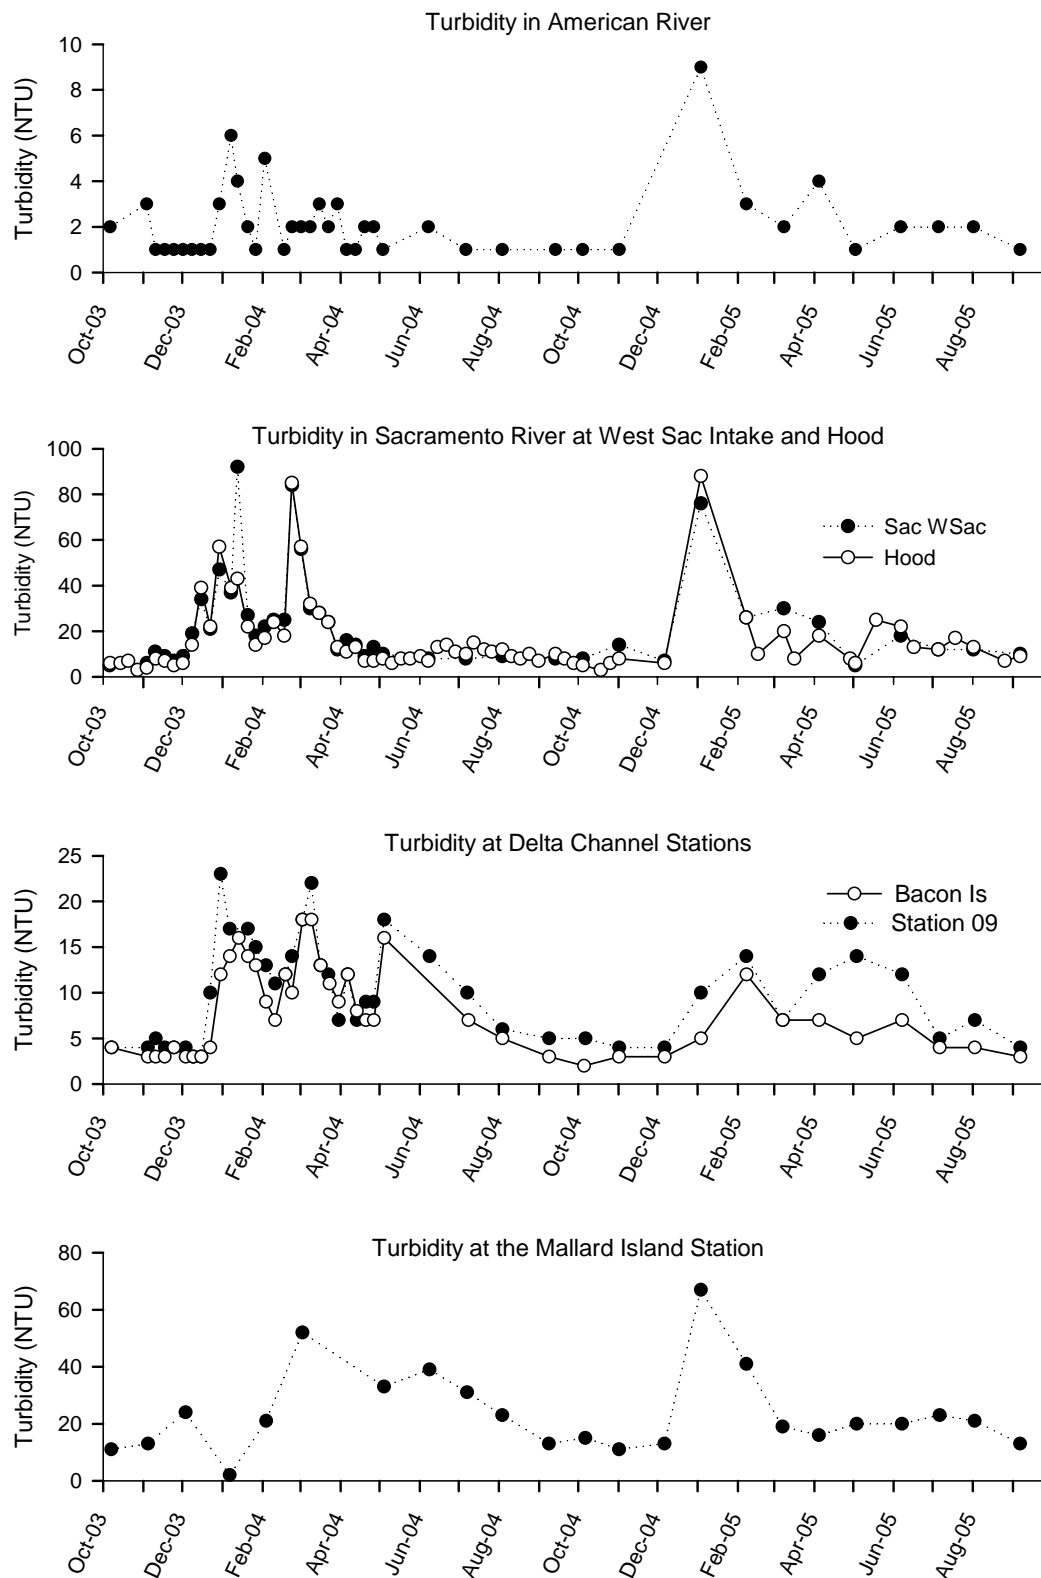 Turbidity in American River
Turbidity (NTU)
10
8
6
4
2
0
Oct-03 Dec-03 Feb-04 Apr-04 Jun-04 Aug-04 Oct-04 Dec-04 Feb-05 Apr-05 Jun-05 Aug-05
Turbidity in Sacramento River at West Sac Intake and Hood
Turbidity (NTU)
100
80
60
40
20
0
Sac WSac
Hood
Oct-03 Dec-03 Feb-04 Apr-04 Jun-04 Aug-04 Oct-04 Dec-04 Feb-05 Apr-05 Jun-05 Aug-05
Turbidity at Delta Channel Stations
Turbidity (NTU)
25
20
15
10
5
0
Bacon Is
Station 09
Oct-03 Dec-03 Feb-04 Apr-04 Jun-04 Aug-04 Oct-04 Dec-04 Feb-05 Apr-05 Jun-05 Aug-05
Turbidity at the Mallard Island Station
Turbidity (NTU)
80
60
40
20
0
Oct-03 Dec-03 Feb-04 Apr-04 Jun-04 Aug-04 Oct-04 Dec-04 Feb-05 Apr-05 Jun-05 Aug-05